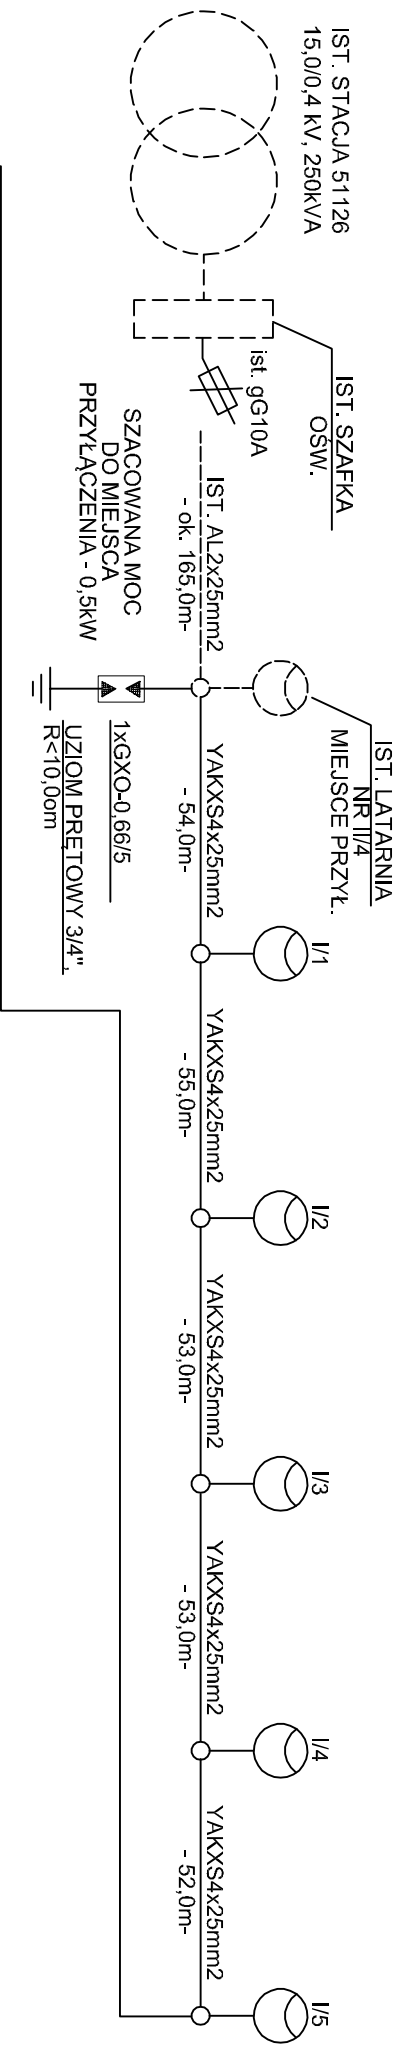 IST. STACJA 51126
15,0/0,4 kV, 250kVA
IST. SZAFKA
OŚW.
ist. gG10A
SZACOWANA MOC
DO MIEJSCA
PRZYŁĄCZENIA - 0,5kW
IST. AL2x25mm2
- ok. 165,0m-
IST. LATARNIA
NR II/4
MIEJSCE PRZYŁ.
1xGXO-0,66/5
UZIOM PRĘTOWY 3/4",
R<10,0om
YAKXS4x25mm2
- 54,0m-
I/1
YAKXS4x25mm2
- 55,0m-
I/2
YAKXS4x25mm2
- 53,0m-
I/3
YAKXS4x25mm2
- 53,0m-
I/4
YAKXS4x25mm2
- 52,0m-
I/5